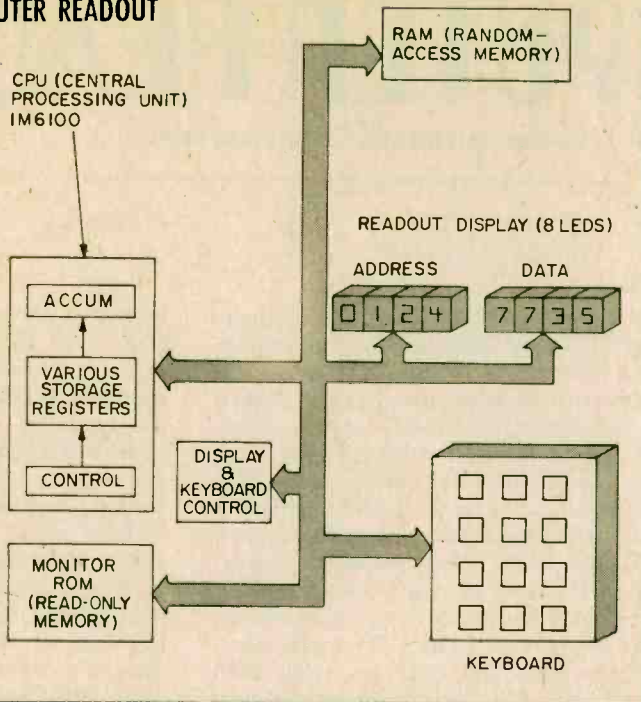 UTER READOUT
RAM (RANDOM-
ACCESS MEMORY)
CPU (CENTRAL
PROCESSING UNIT)
IM6100
READOUT DISPLAY (8 LEDS)
ADDRESS
DATA
0124
7735
ACCUM
VARIOUS
STORAGE
REGISTERS
CONTROL
DISPLAY
&
KEYBOARD
CONTROL
MONITOR
ROM
(READ-ONLY
MEMORY)
KEYBOARD